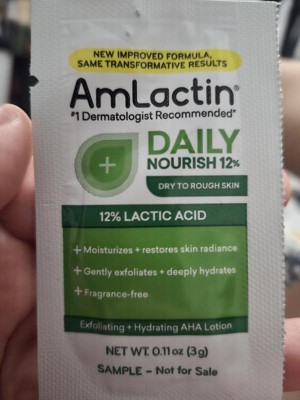 NEW IMPROVED FORMULA,
SAME TRANSFORMATIVE RESULTS
AmLactin®
#1 Dermatologist Recommended*
DAILY
NOURISH 12%
DRY TO ROUGH SKIN
12% LACTIC ACID
+ Moisturizes + restores skin radiance
+ Gently exfoliates + deeply hydrates
+ Fragrance-free
Exfoliating + Hydrating AHA Lotion
NET WT. 0.11 oz (3g)
SAMPLE – Not for Sale